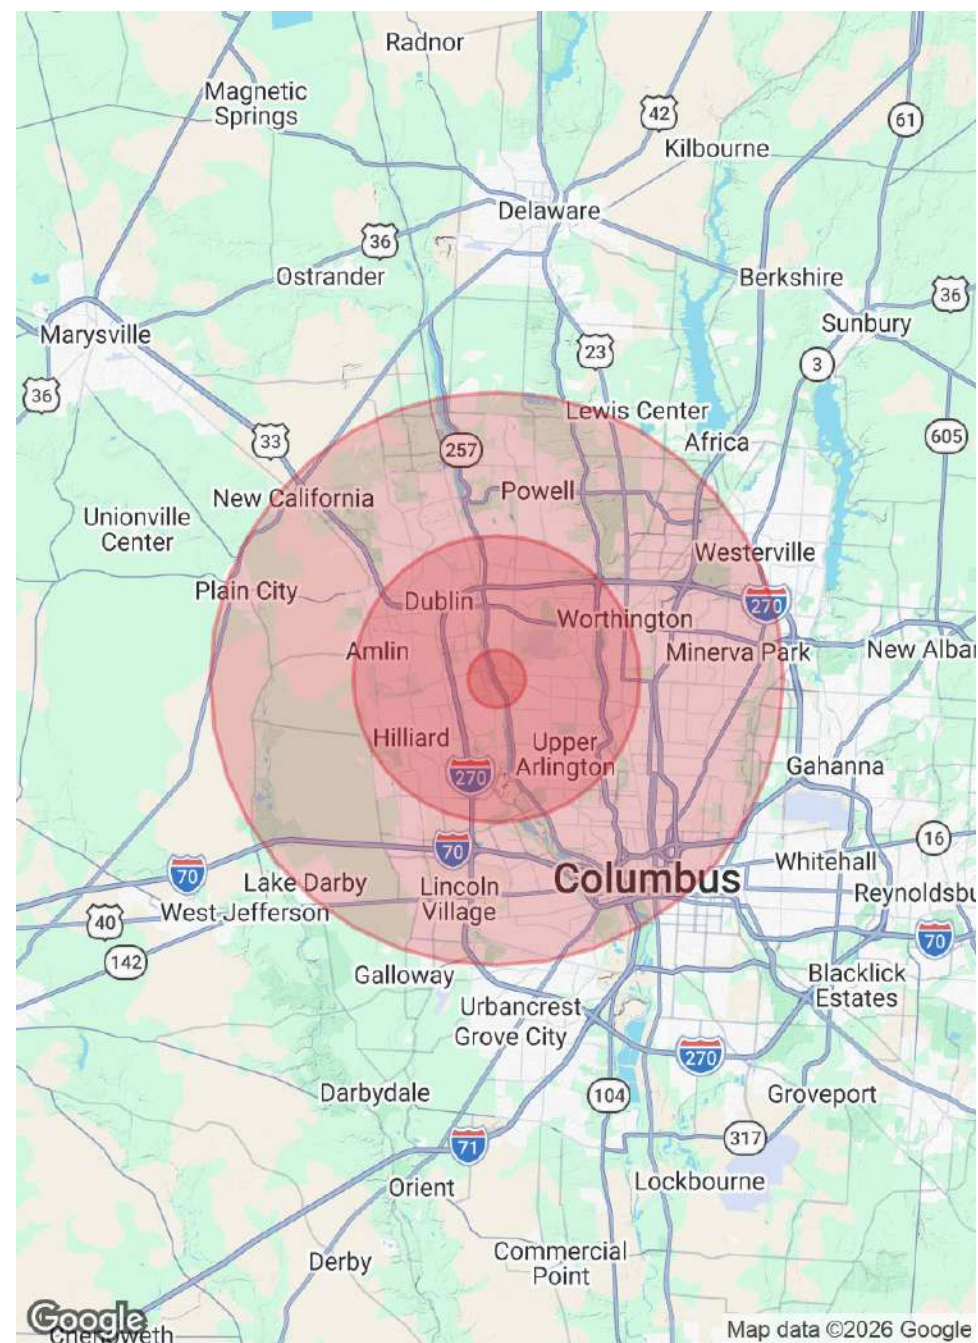 Radnor
Magnetic
Springs
42
61
Kilbourne
Delaware
36
Ostrander
Berkshire
36
Marysville
Sunbury
23
3
36
Lewis Center
33
257
Africa
605
New California
Powell
Unionville
Center
Westerville
Plain City
Dublin
270
Worthington
Amlin
Minerva Park
New Albar
Hilliard
Upper
Arlington
270
Gahanna
70
16
70
Whitehall
Lake Darby
Lincoln
Village
Columbus
Reynoldsbu
40
West Jefferson
70
142
Galloway
Blacklick
Estates
Urbancrest
Grove City
270
Darbydale
104
Groveport
317
71
Orient
Lockbourne
Derby
Commercial
Point
Google
Chenoweth
Map data ©2026 Google